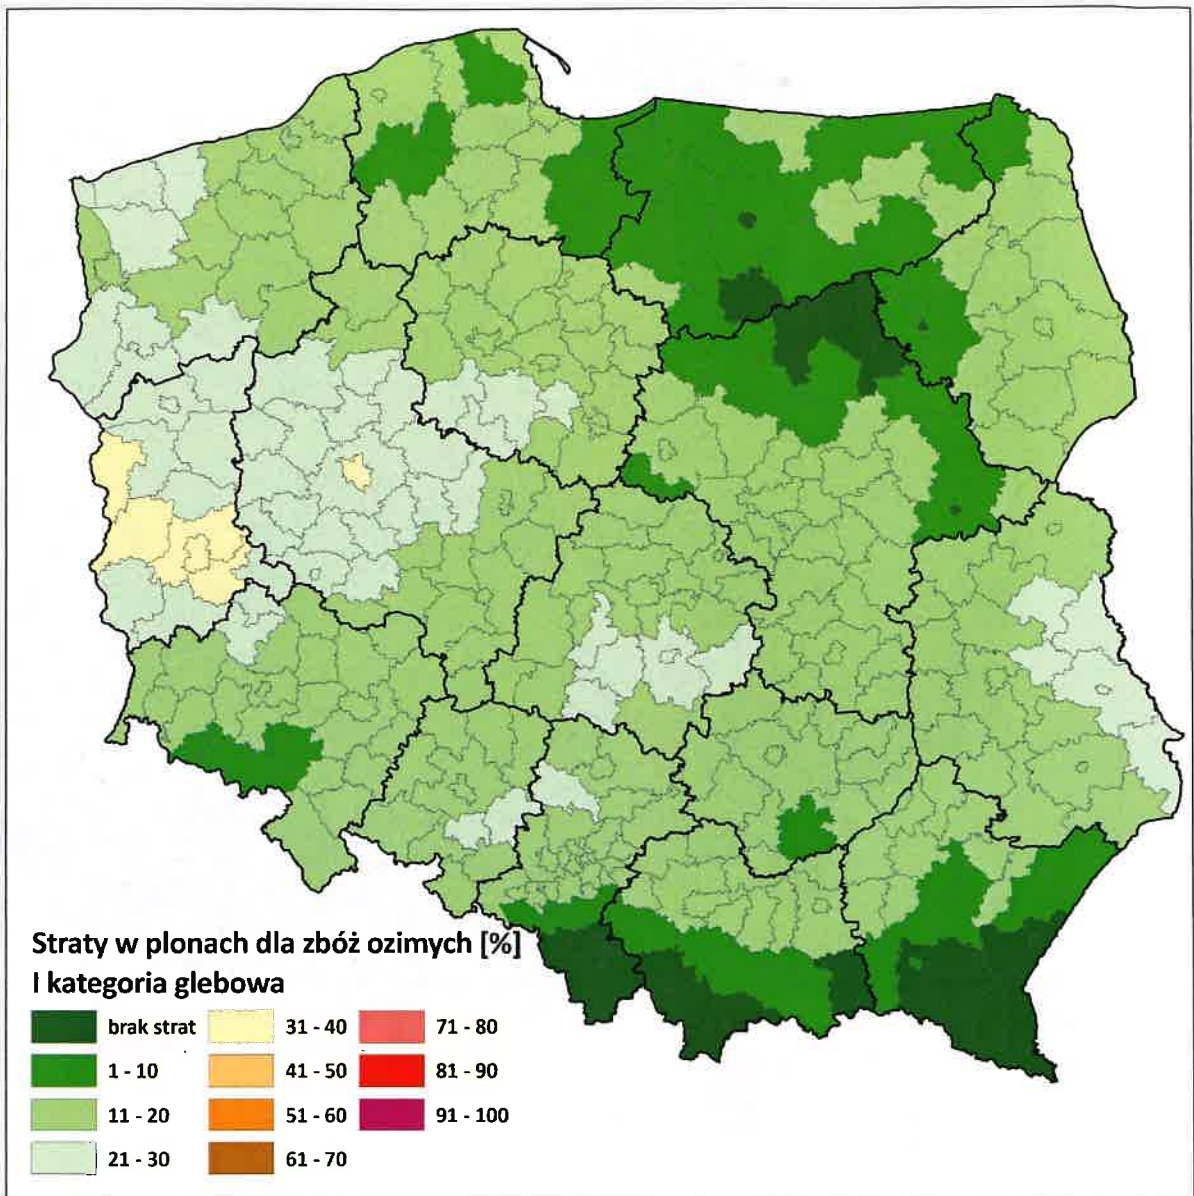 Straty w plonach dla zbóż ozimych [%]
I kategoria glebowa
brak strat
1 - 10
11 - 20
21 - 30
31 - 40
41 - 50
51 - 60
61 - 70
71 - 80
81 - 90
91 - 100